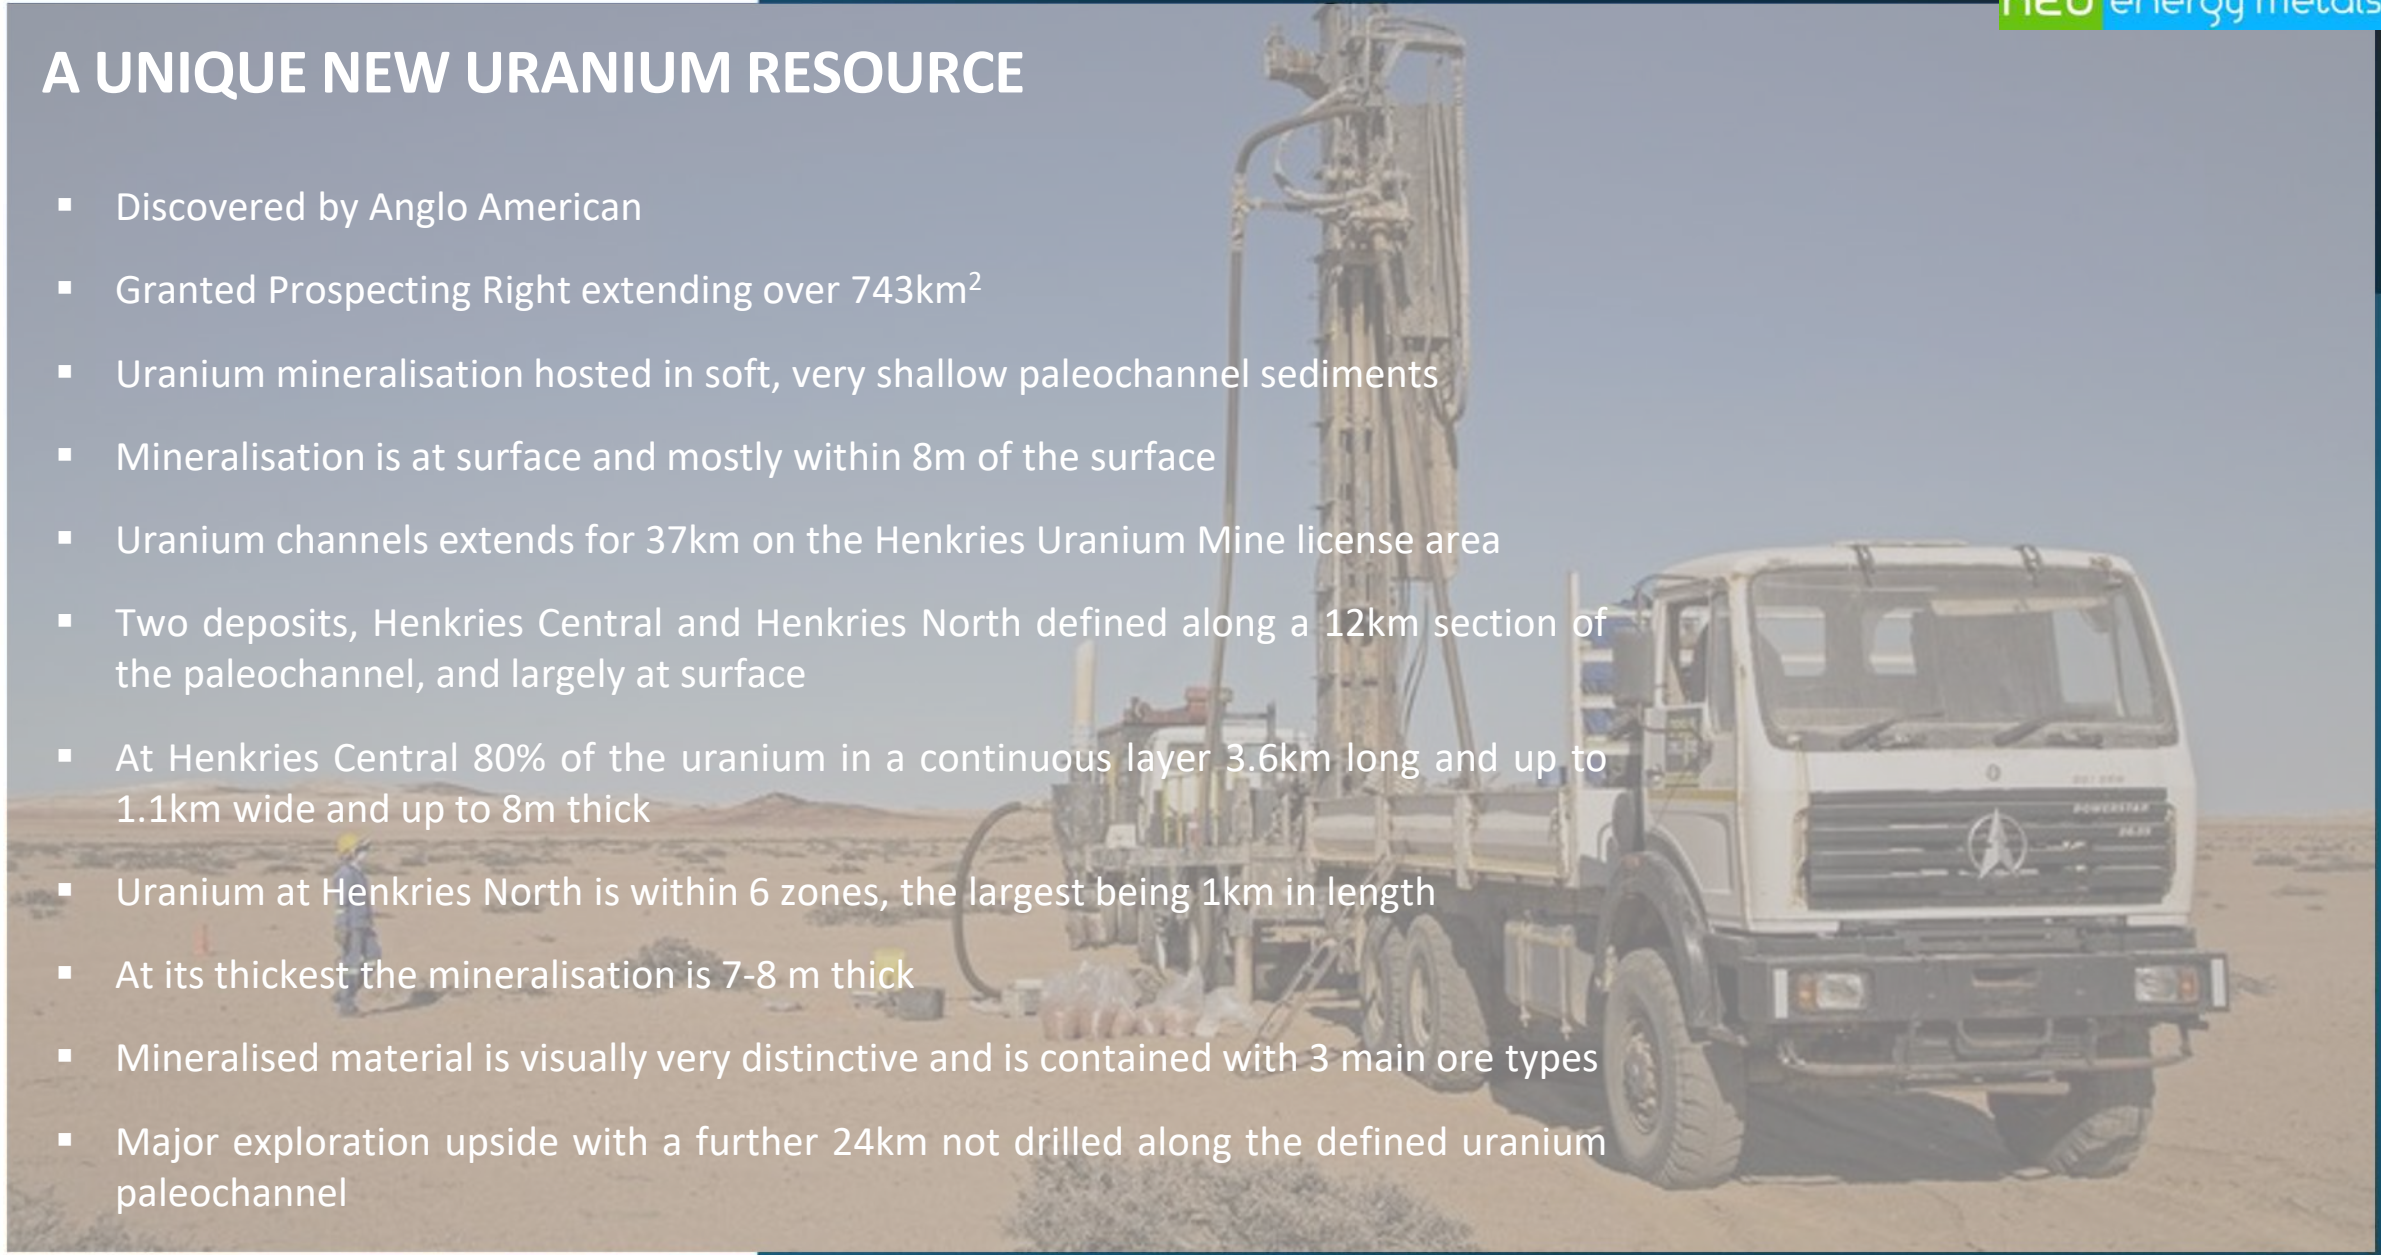 neo energy metals
A UNIQUE NEW URANIUM RESOURCE
▪ Discovered by Anglo American
▪ Granted Prospecting Right extending over 743km²
▪ Uranium mineralisation hosted in soft, very shallow paleochannel sediments
▪ Mineralisation is at surface and mostly within 8m of the surface
▪ Uranium channels extends for 37km on the Henkries Uranium Mine license area
▪ Two deposits, Henkries Central and Henkries North defined along a 12km section of
the paleochannel, and largely at surface
▪ At Henkries Central 80% of the uranium in a continuous layer 3.6km long and up to
1.1km wide and up to 8m thick
▪ Uranium at Henkries North is within 6 zones, the largest being 1km in length
▪ At its thickest the mineralisation is 7-8 m thick
▪ Mineralised material is visually very distinctive and is contained with 3 main ore types
▪ Major exploration upside with a further 24km not drilled along the defined uranium
paleochannel
POWERSTAR